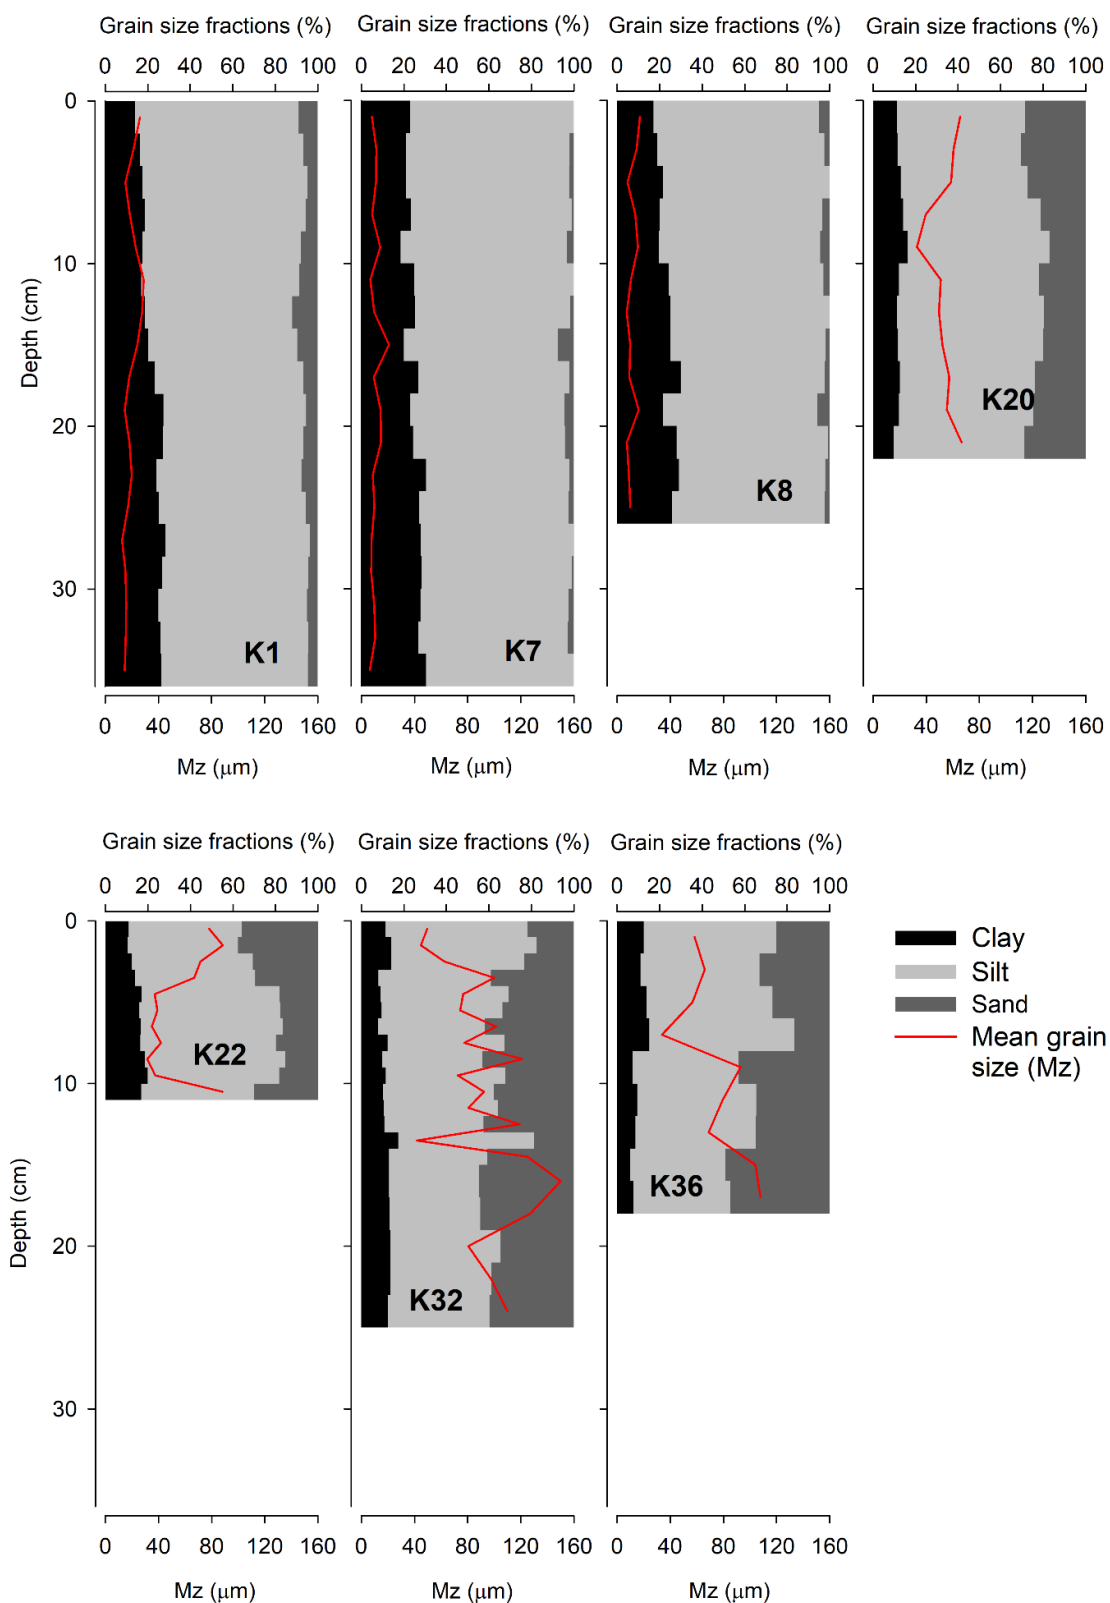 Grain size fractions (%) Grain size fractions (%) Grain size fractions (%) Grain size fractions (%)
0 20 40 60 80 100 0 20 40 60 80 100 0 20 40 60 80 100 0 20 40 60 80 100
0
10
20
30
Depth (cm)
K1
K7
K8
K20
0 40 80 120 160 0 40 80 120 160 0 40 80 120 160 0 40 80 120 160
Mz (μm) Mz (μm) Mz (μm) Mz (μm)
Grain size fractions (%) Grain size fractions (%) Grain size fractions (%)
0 20 40 60 80 100 0 20 40 60 80 100 0 20 40 60 80 100
0
10
20
30
Depth (cm)
K22
K32
K36
Clay
Silt
Sand
Mean grain
size (Mz)
0 40 80 120 160 0 40 80 120 160 0 40 80 120 160
Mz (μm) Mz (μm) Mz (μm)